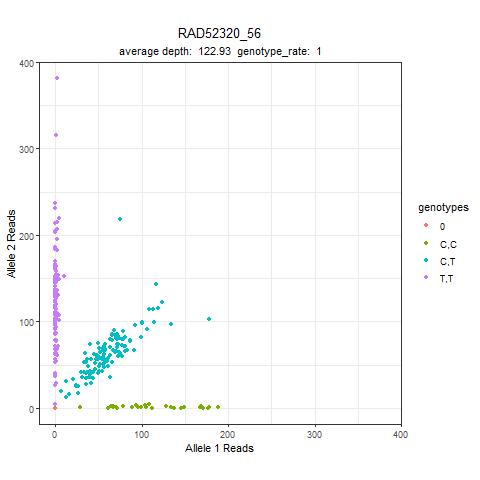 RAD52320_56
average depth:  122.93  genotype_rate:  1
400
300
200
100
0
Allele 2 Reads
0 100 200 300 400
Allele 1 Reads
genotypes
0
C,C
C,T
T,T